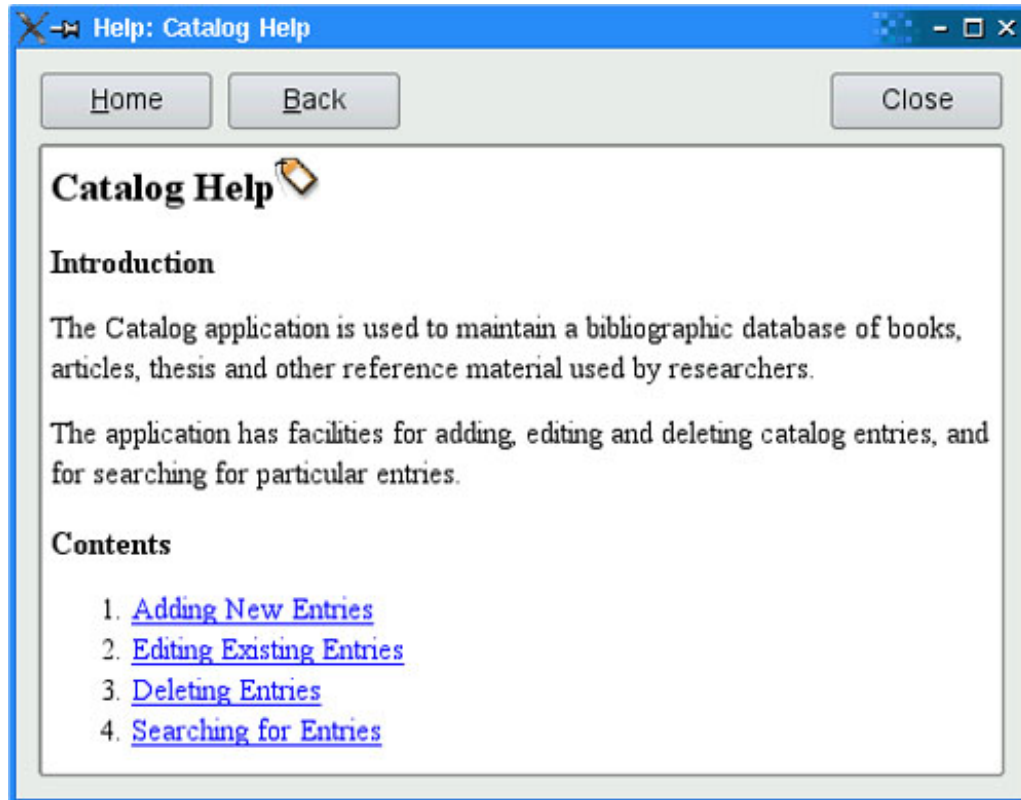 Help: Catalog Help
Home Back Close
Catalog Help
Introduction
The Catalog application is used to maintain a bibliographic database of books,
articles, thesis and other reference material used by researchers.
The application has facilities for adding, editing and deleting catalog entries, and
for searching for particular entries.
Contents
1. Adding New Entries
2. Editing Existing Entries
3. Deleting Entries
4. Searching for Entries